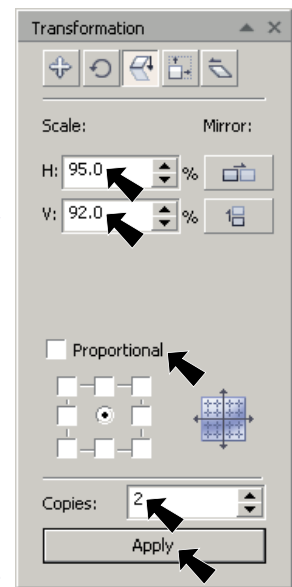 Transformation
Scale: Mirror:
H: 95.0 %
V: 92.0 %
Proportional
Copies: 2
Apply